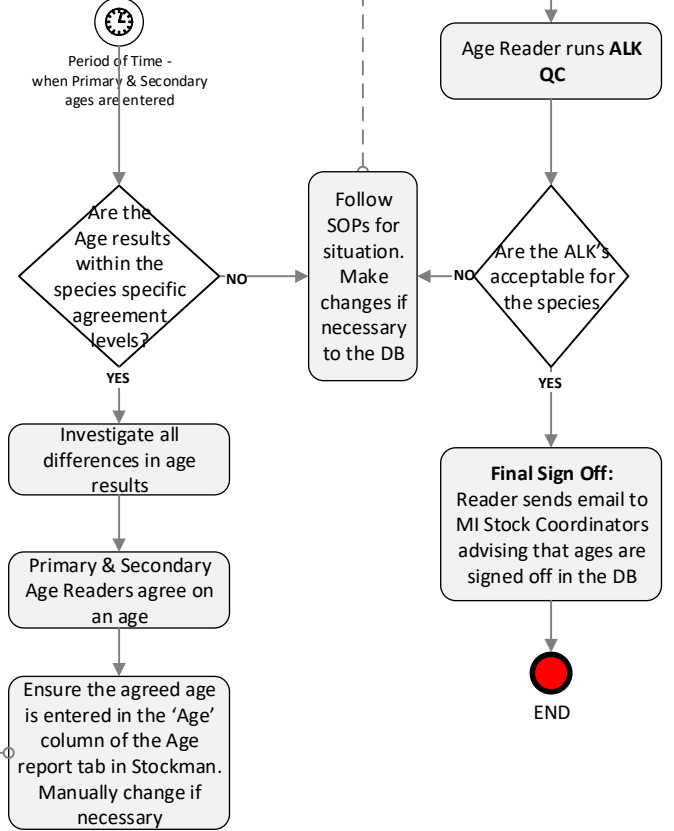 Period of Time -
when Primary & Secondary
ages are entered
Are the
Age results
within the
species specific
agreement
levels?
NO
YES
Investigate all
differences in age
results
Primary & Secondary
Age Readers agree on
an age
Ensure the agreed age
is entered in the ‘Age’
column of the Age
report tab in Stockman.
Manually change if
necessary
Follow
SOPs for
situation.
Make
changes if
necessary
to the DB
Age Reader runs ALK
QC
Are the ALK’s
acceptable for
the species
NO
YES
Final Sign Off:
Reader sends email to
MI Stock Coordinators
advising that ages are
signed off in the DB
END